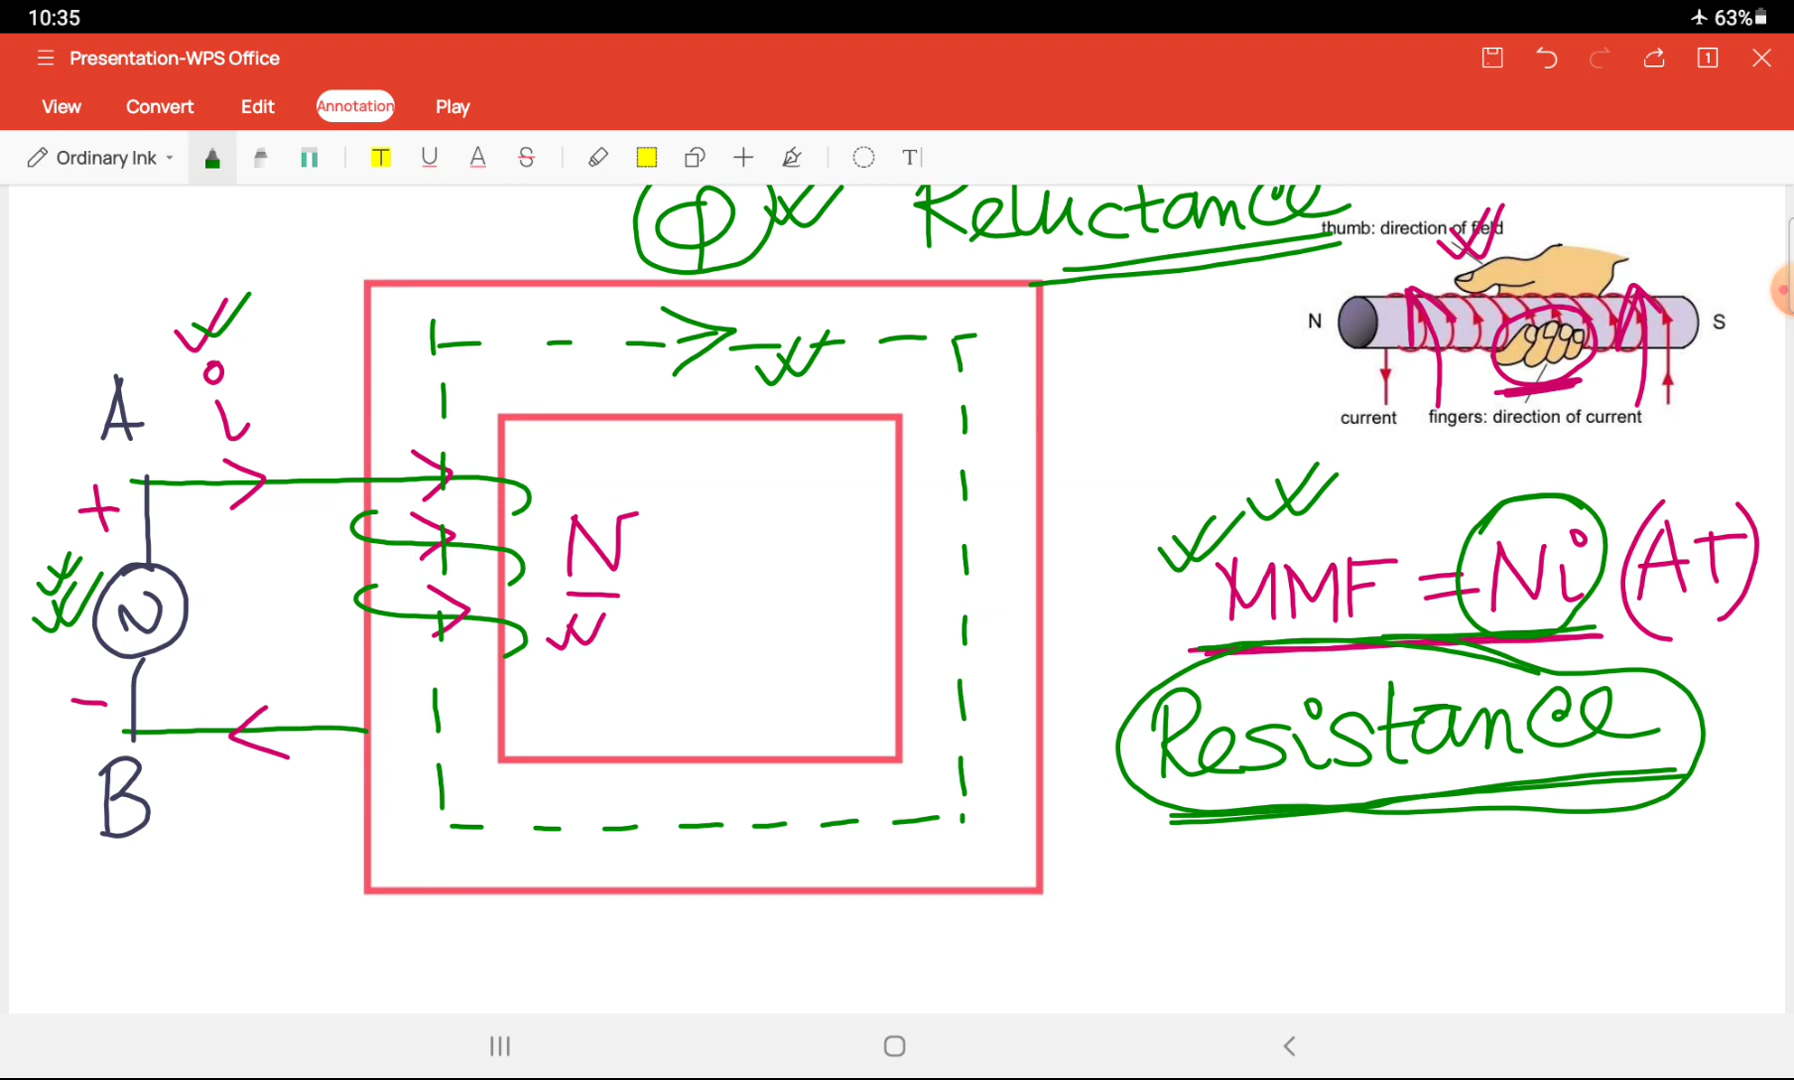 10:35
63%
Presentation-WPS Office
1
View Convert Edit Annotation Play
Ordinary Ink T U A S T
Φ Reluctance
thumb: direction of field
N S
current fingers: direction of current
i
A
+
N
MMF = Ni (AT)
-
Resistance
B